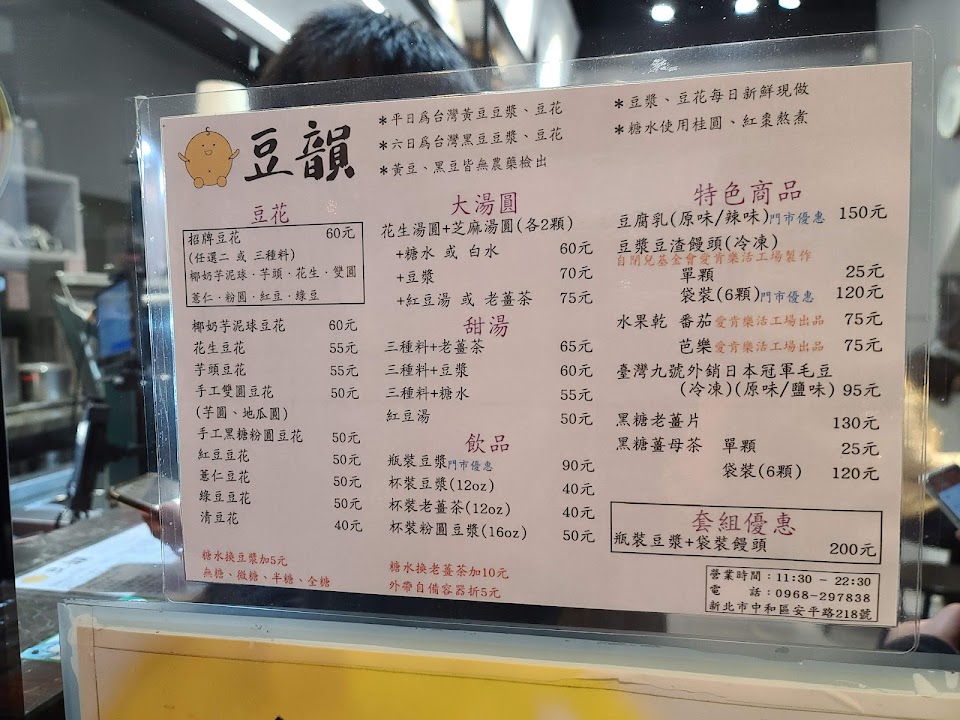 豆韻
＊平日為台灣黃豆豆漿、豆花
＊六日為台灣黑豆豆漿、豆花
＊黃豆、黑豆皆無農藥檢出
＊豆漿、豆花每日新鮮現做
＊糖水使用桂圓、紅棗熬煮
豆花
招牌豆花 60元
(任選二 或 三種料)
椰奶芋泥球·芋頭·花生·雙圓
薏仁·粉圓·紅豆·綠豆
椰奶芋泥球豆花 60元
花生豆花 55元
芋頭豆花 55元
手工雙圓豆花 50元
(芋圓、地瓜圓)
手工黑糖粉圓豆花 50元
紅豆豆花 50元
薏仁豆花 50元
綠豆豆花 50元
清豆花 40元
糖水換豆漿加5元
無糖、微糖、半糖、全糖
大湯圓
花生湯圓+芝麻湯圓(各2顆)
+糖水 或 白水 60元
+豆漿 70元
+紅豆湯 或 老薑茶 75元
甜湯
三種料+老薑茶 65元
三種料+豆漿 60元
三種料+糖水 55元
紅豆湯 50元
飲品
瓶裝豆漿門市優惠 90元
杯裝豆漿(12oz) 40元
杯裝老薑茶(12oz) 40元
杯裝粉圓豆漿(16oz) 50元
糖水換老薑茶加10元
外帶自備容器折5元
特色商品
豆腐乳(原味/辣味)門市優惠 150元
豆漿豆渣饅頭(冷凍)
自閉兒基金會愛肯樂活工場製作
單顆 25元
袋裝(6顆)門市優惠 120元
水果乾 番茄愛肯樂活工場出品 75元
芭樂愛肯樂活工場出品 75元
臺灣九號外銷日本冠軍毛豆
(冷凍)(原味/鹽味) 95元
黑糖老薑片 130元
黑糖薑母茶 單顆 25元
袋裝(6顆) 120元
套組優惠
瓶裝豆漿+袋裝饅頭 200元
營業時間：11:30 - 22:30
電 話：0968-297838
新北市中和區安平路218號